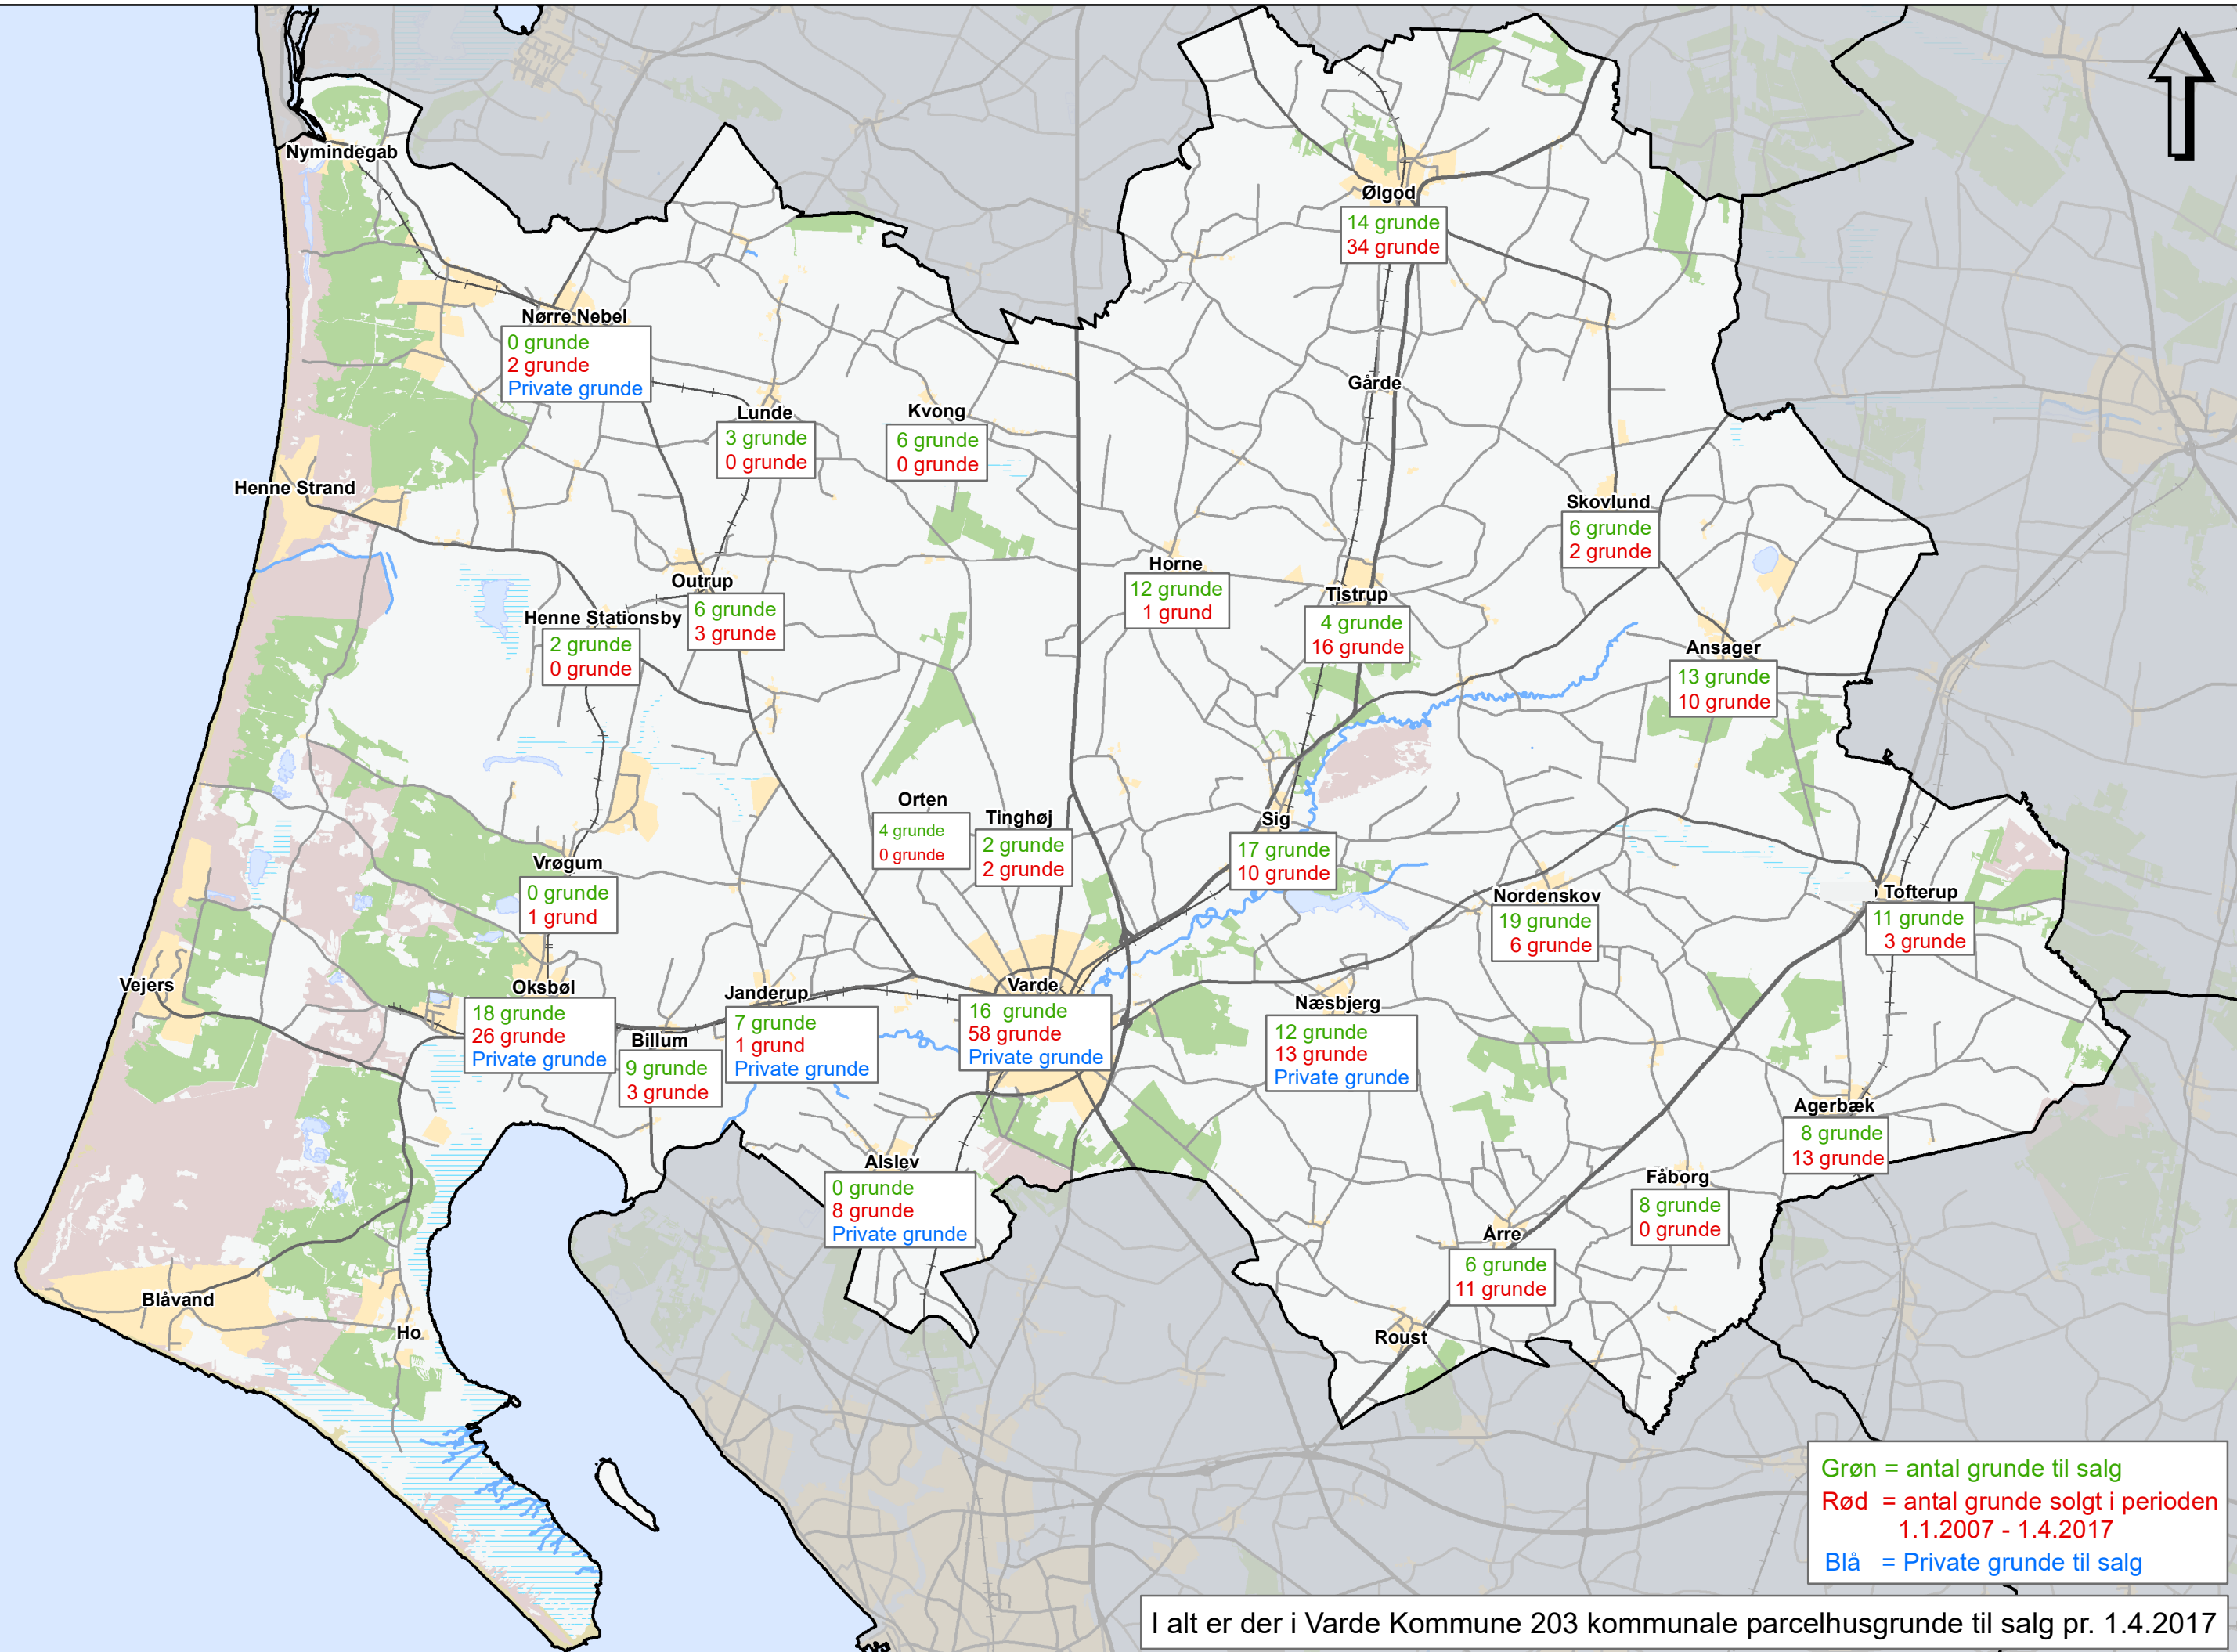 Nymindegab
Ølgod
14 grunde
34 grunde
Nørre Nebel
0 grunde
2 grunde
Private grunde
Gårde
Lunde
3 grunde
0 grunde
Kvong
6 grunde
0 grunde
Henne Strand
Skovlund
6 grunde
2 grunde
Horne
12 grunde
1 grund
Outrup
6 grunde
3 grunde
Tistrup
4 grunde
16 grunde
Henne Stationsby
2 grunde
0 grunde
Ansager
13 grunde
10 grunde
Orten
4 grunde
0 grunde
Tinghøj
2 grunde
2 grunde
Sig
17 grunde
10 grunde
Vrøgum
0 grunde
1 grund
Nordenskov
19 grunde
6 grunde
Tofterup
11 grunde
3 grunde
Vejers
Oksbøl
18 grunde
26 grunde
Private grunde
Janderup
7 grunde
1 grund
Private grunde
Varde
16 grunde
58 grunde
Private grunde
Næsbjerg
12 grunde
13 grunde
Private grunde
Billum
9 grunde
3 grunde
Agerbæk
8 grunde
13 grunde
Alslev
0 grunde
8 grunde
Private grunde
Fåborg
8 grunde
0 grunde
Årre
6 grunde
11 grunde
Blåvand
Ho
Roust
Grøn = antal grunde til salg
Rød = antal grunde solgt i perioden
1.1.2007 - 1.4.2017
Blå = Private grunde til salg
I alt er der i Varde Kommune 203 kommunale parcelhusgrunde til salg pr. 1.4.2017